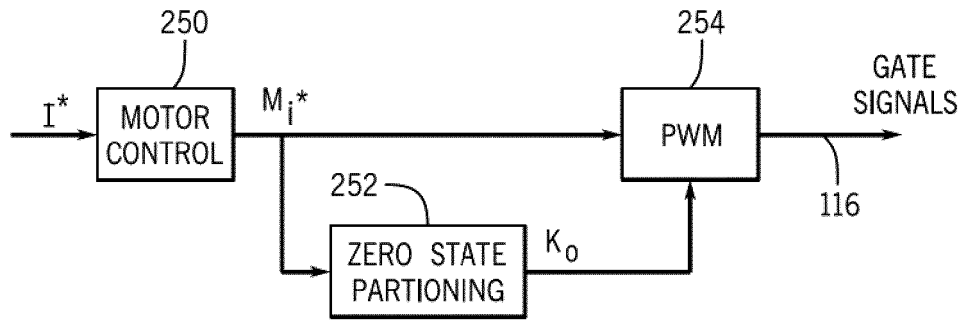 250
254
I*
MOTOR
CONTROL
Mi*
PWM
GATE
SIGNALS
116
252
ZERO STATE
PARTIONING
Ko